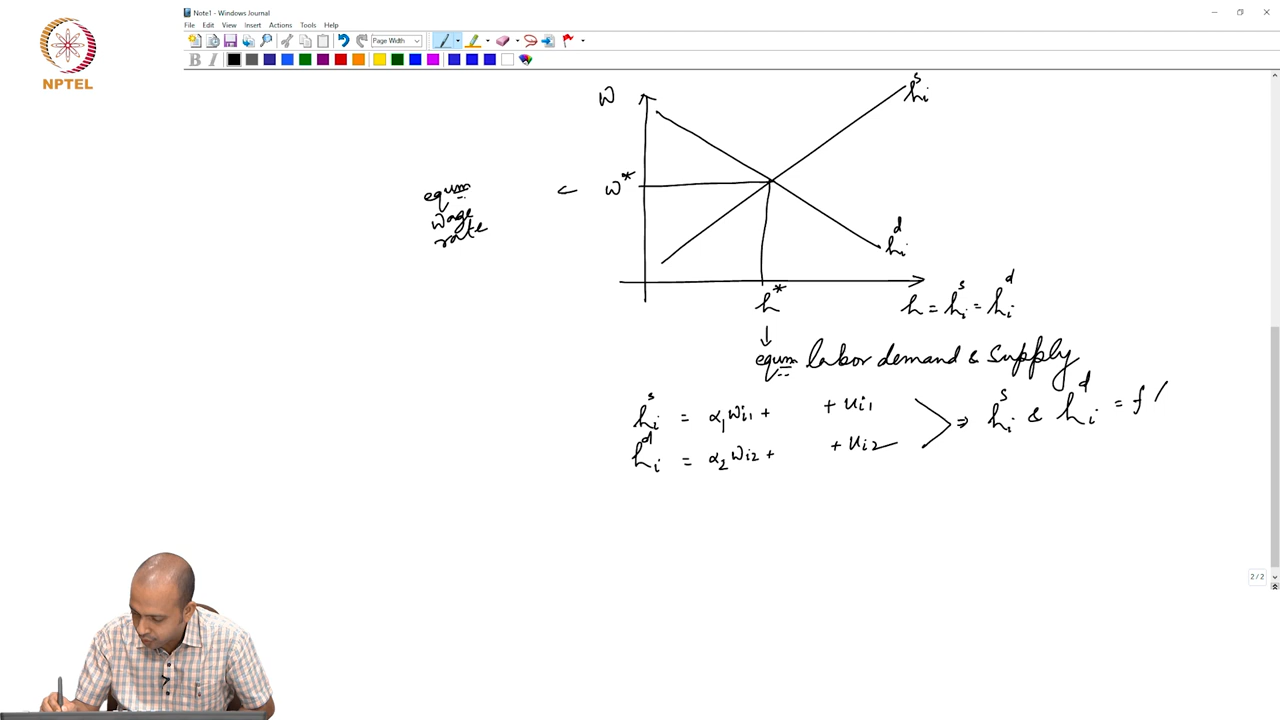 Note1 - Windows Journal
File Edit View Insert Actions Tools Help
Page Width
B I
NPTEL
w
h_i^s
w*
equm
wage
rate
h_i^d
h*
h = h_i^s = h_i^d
equm labor demand & supply
h_i^s = α_1 w_i1 + + u_i1
h_i^d = α_2 w_i2 + + u_i2
⇒ h_i^s & h_i^d = f (
2 / 2